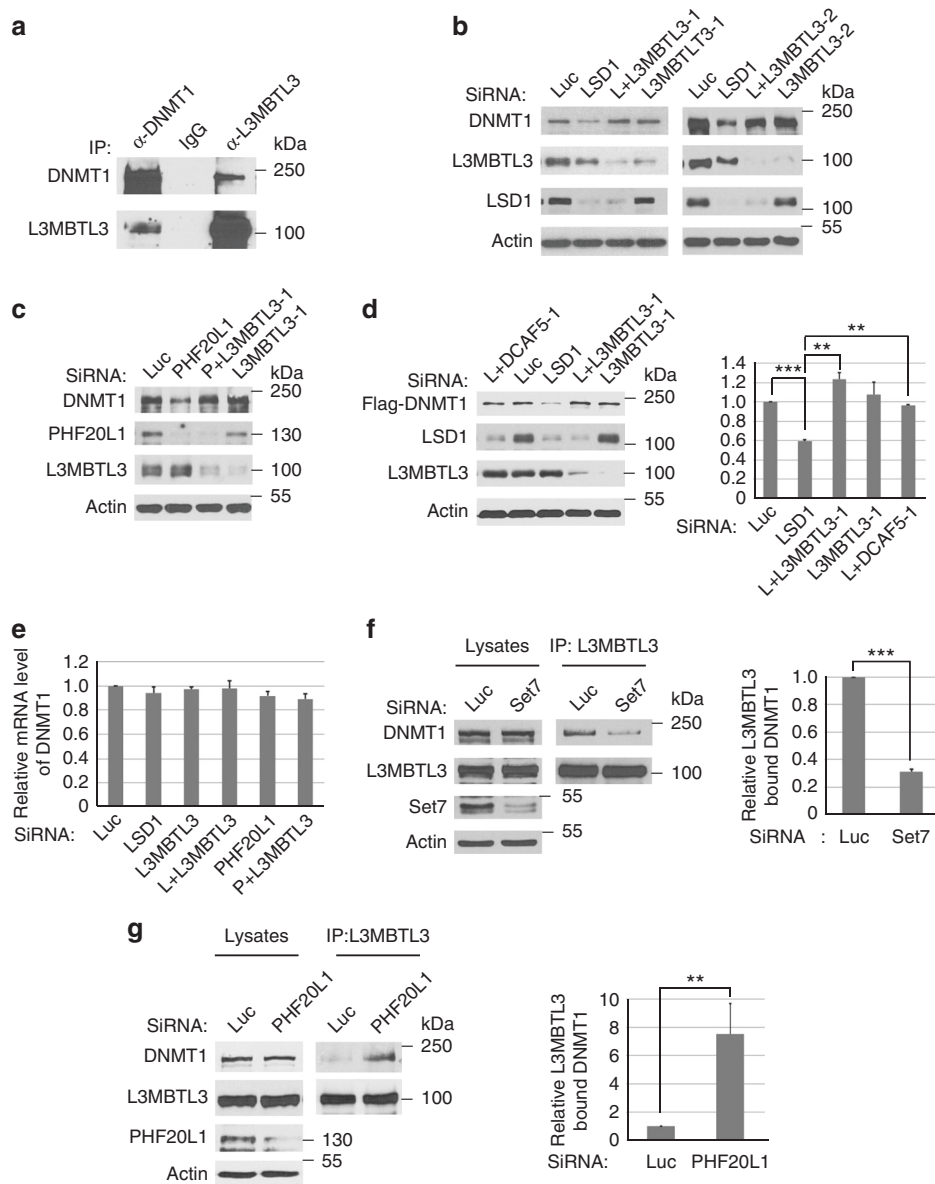 a
IP:
α-DNMT1
IgG
α-L3MBTL3
kDa
DNMT1
250
L3MBTL3
100
b
SiRNA:
Luc
LSD1
L+L3MBTL3-1
L3MBTLT3-1
Luc
LSD1
L+L3MBTL3-2
L3MBTL3-2
kDa
DNMT1
250
L3MBTL3
100
LSD1
100
55
Actin
c
SiRNA:
Luc
PHF20L1
P+L3MBTL3-1
L3MBTL3-1
kDa
DNMT1
250
PHF20L1
130
L3MBTL3
100
55
Actin
d
SiRNA:
L+DCAF5-1
Luc
LSD1
L+L3MBTL3-1
L3MBTL3-1
kDa
Flag-DNMT1
250
LSD1
100
L3MBTL3
100
55
Actin
**
**
***
1.4
1.2
1.0
0.8
0.6
0.4
0.2
0
SiRNA:
Luc
LSD1
L+L3MBTL3-1
L3MBTL3-1
L+DCAF5-1
e
Relative mRNA level
of DNMT1
1.2
1.0
0.8
0.6
0.4
0.2
0
SiRNA:
Luc
LSD1
L3MBTL3
L+L3MBTL3
PHF20L1
P+L3MBTL3
f
Lysates
IP: L3MBTL3
SiRNA:
Luc
Set7
Luc
Set7
kDa
DNMT1
250
L3MBTL3
100
Set7
55
55
Actin
***
Relative L3MBTL3
bound DNMT1
1.0
0.8
0.6
0.4
0.2
0
SiRNA : Luc Set7
g
Lysates
IP:L3MBTL3
SiRNA:
Luc
PHF20L1
Luc
PHF20L1
kDa
DNMT1
250
L3MBTL3
100
PHF20L1
130
55
Actin
**
Relative L3MBTL3
bound DNMT1
10
8
6
4
2
0
SiRNA: Luc PHF20L1